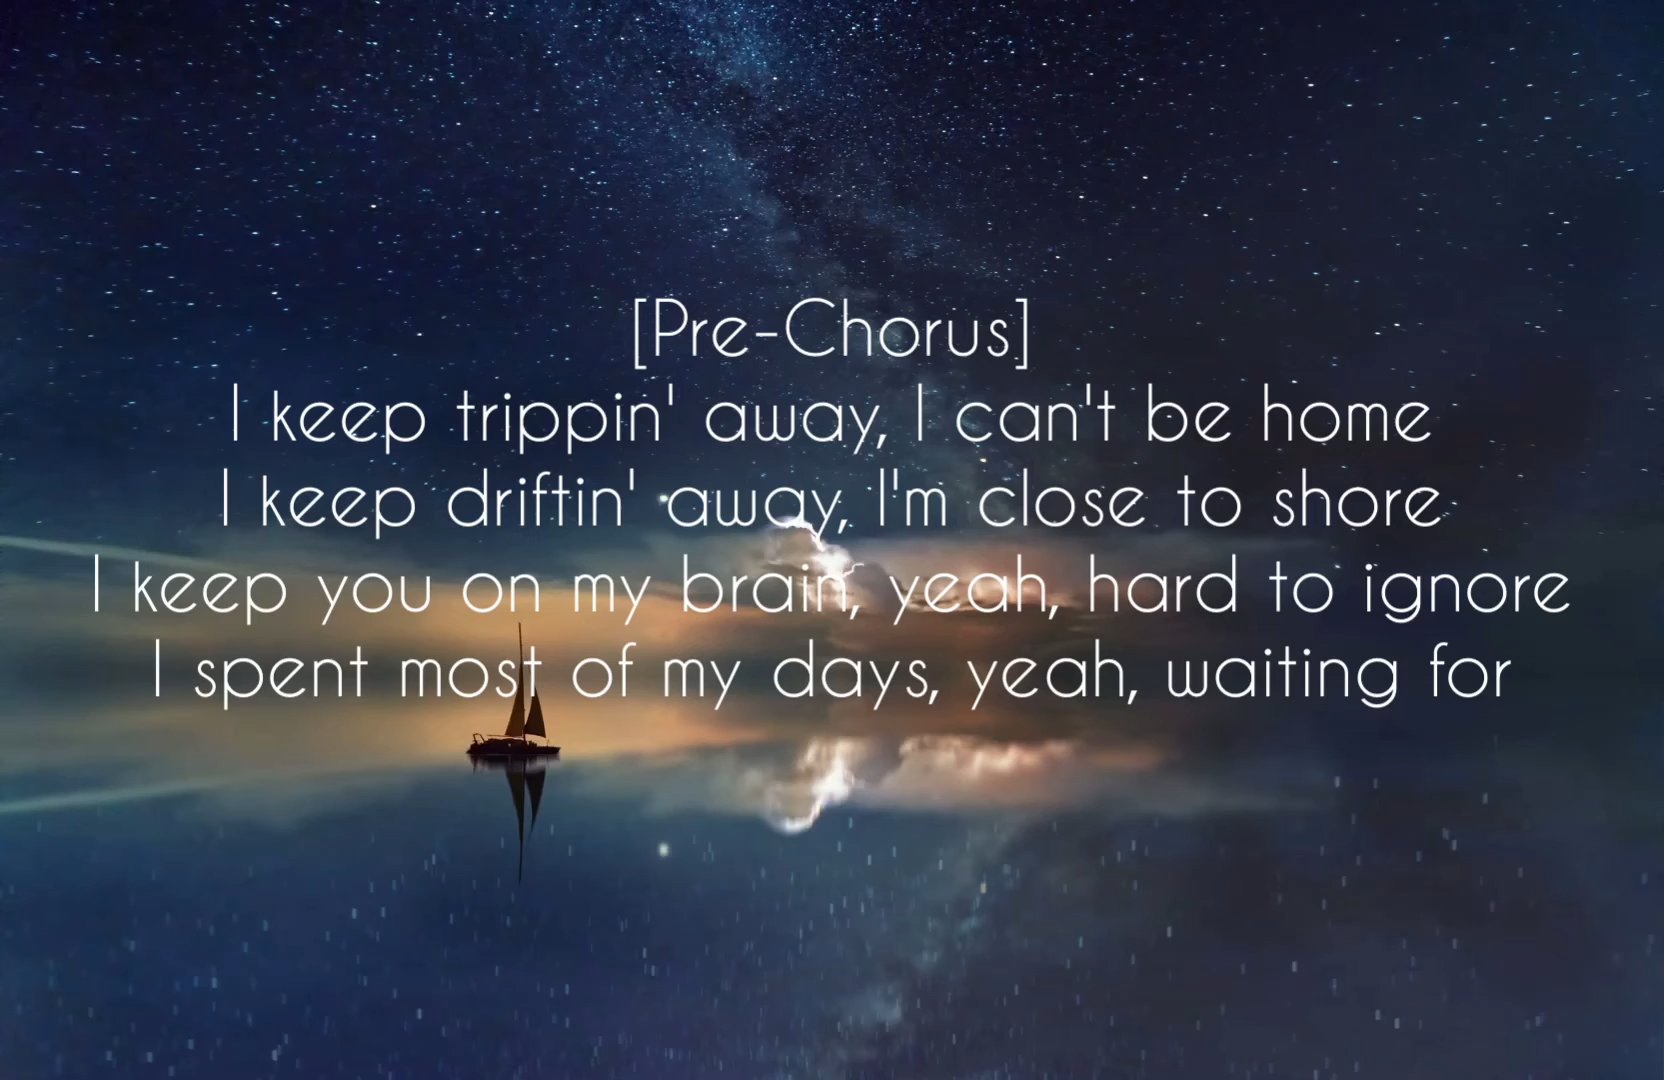 [Pre-Chorus]
I keep trippin' away, I can't be home
I keep driftin' away, I'm close to shore
I keep you on my brain, yeah, hard to ignore
I spent most of my days, yeah, waiting for